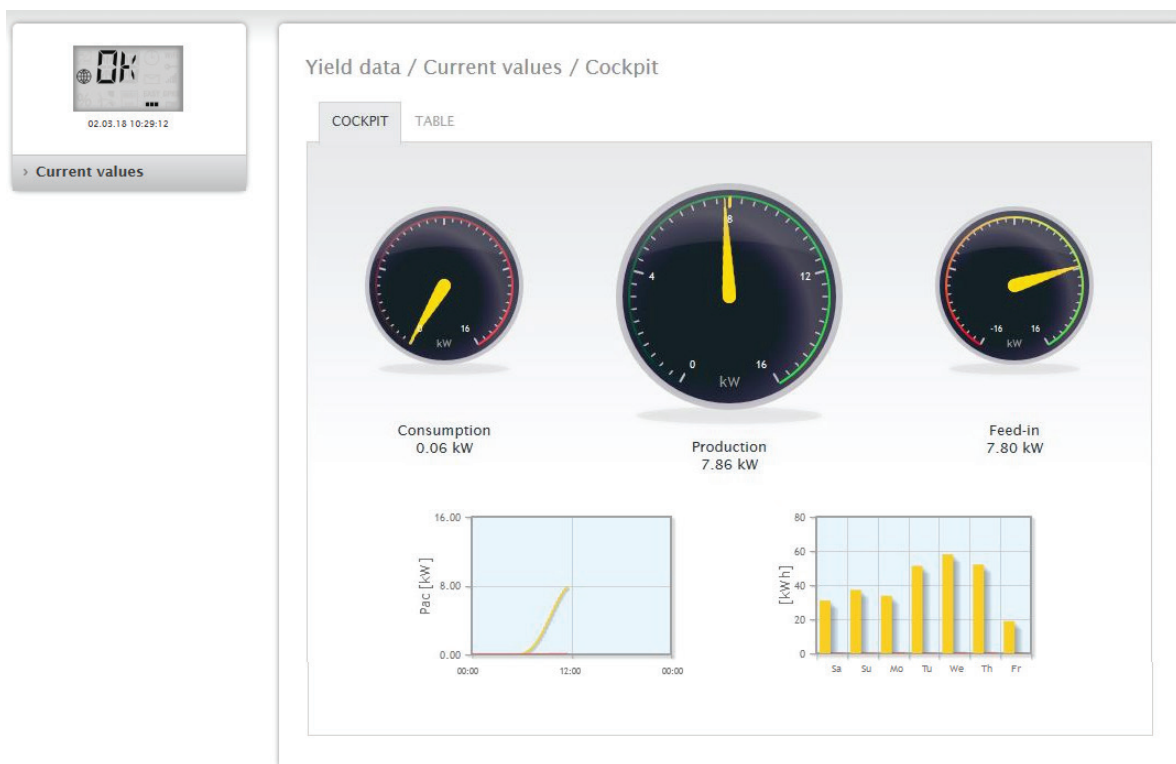 OK
02.03.18 10:29:12
› Current values
Yield data / Current values / Cockpit
COCKPIT TABLE
16
kW
Consumption
0.06 kW
0
4
8
12
16
kW
Production
7.86 kW
-16 16
kW
Feed-in
7.80 kW
16.00
8.00
0.00
Pac [kW]
00:00 12:00 00:00
80
60
40
20
0
[kWh]
Sa Su Mo Tu We Th Fr